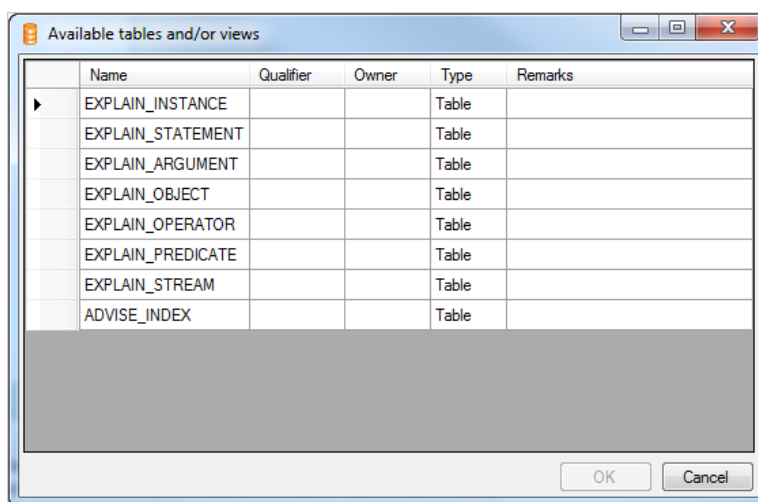 Available tables and/or views
Name Qualifier Owner Type Remarks
EXPLAIN_INSTANCE Table
EXPLAIN_STATEMENT Table
EXPLAIN_ARGUMENT Table
EXPLAIN_OBJECT Table
EXPLAIN_OPERATOR Table
EXPLAIN_PREDICATE Table
EXPLAIN_STREAM Table
ADVISE_INDEX Table
OK Cancel